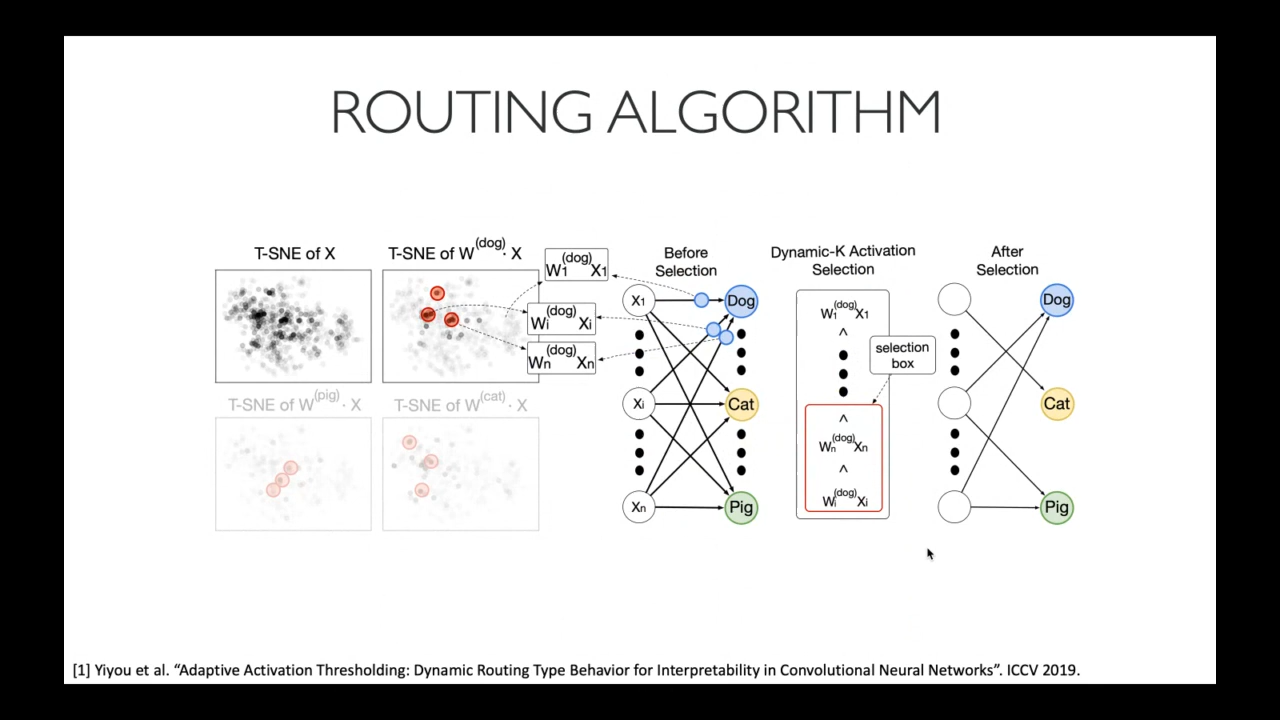 ROUTING ALGORITHM
T-SNE of X
T-SNE of W(dog)· X
T-SNE of W(pig)· X
T-SNE of W(cat)· X
W1(dog)X1
Wi(dog)Xi
Wn(dog)Xn
Before
Selection
X1
Xi
Xn
Dog
Cat
Pig
Dynamic-K Activation
Selection
W1(dog)X1
^
^
Wn(dog)Xn
^
Wi(dog)Xi
selection
box
After
Selection
Dog
Cat
Pig
[1] Yiyou et al. “Adaptive Activation Thresholding: Dynamic Routing Type Behavior for Interpretability in Convolutional Neural Networks”. ICCV 2019.